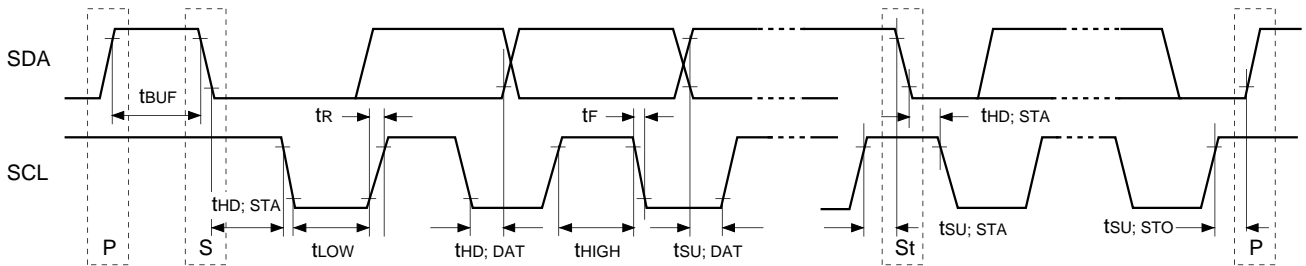 SDA
tBUF
tR
tF
tHD; STA
SCL
tHD; STA
tLOW
tHD; DAT
tHIGH
tSU; DAT
tSU; STA
tSU; STO
P
S
St
P